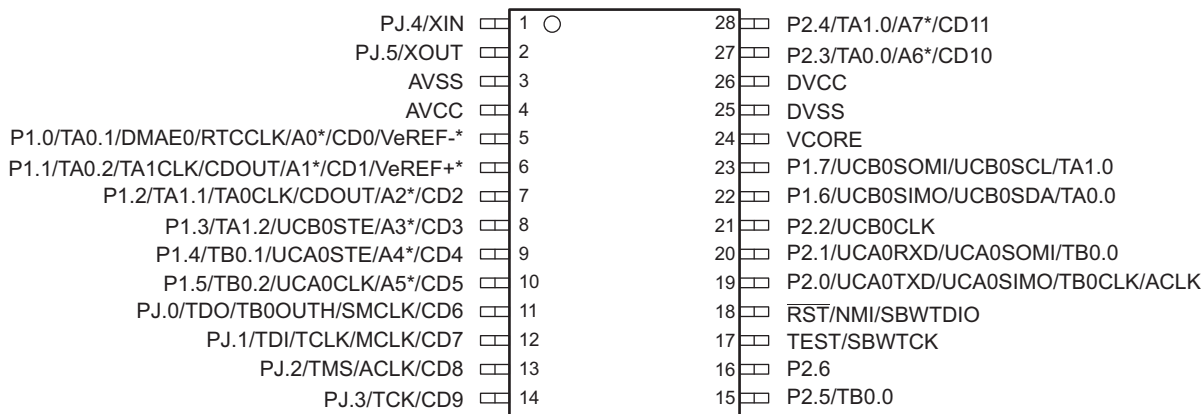 PJ.4/XIN 1 28 P2.4/TA1.0/A7*/CD11
PJ.5/XOUT 2 27 P2.3/TA0.0/A6*/CD10
AVSS 3 26 DVCC
AVCC 4 25 DVSS
P1.0/TA0.1/DMAE0/RTCCLK/A0*/CD0/VeREF-* 5 24 VCORE
P1.1/TA0.2/TA1CLK/CDOUT/A1*/CD1/VeREF+* 6 23 P1.7/UCB0SOMI/UCB0SCL/TA1.0
P1.2/TA1.1/TA0CLK/CDOUT/A2*/CD2 7 22 P1.6/UCB0SIMO/UCB0SDA/TA0.0
P1.3/TA1.2/UCB0STE/A3*/CD3 8 21 P2.2/UCB0CLK
P1.4/TB0.1/UCA0STE/A4*/CD4 9 20 P2.1/UCA0RXD/UCA0SOMI/TB0.0
P1.5/TB0.2/UCA0CLK/A5*/CD5 10 19 P2.0/UCA0TXD/UCA0SIMO/TB0CLK/ACLK
PJ.0/TDO/TB0OUTH/SMCLK/CD6 11 18 RST/NMI/SBWTDIO
PJ.1/TDI/TCLK/MCLK/CD7 12 17 TEST/SBWTCK
PJ.2/TMS/ACLK/CD8 13 16 P2.6
PJ.3/TCK/CD9 14 15 P2.5/TB0.0